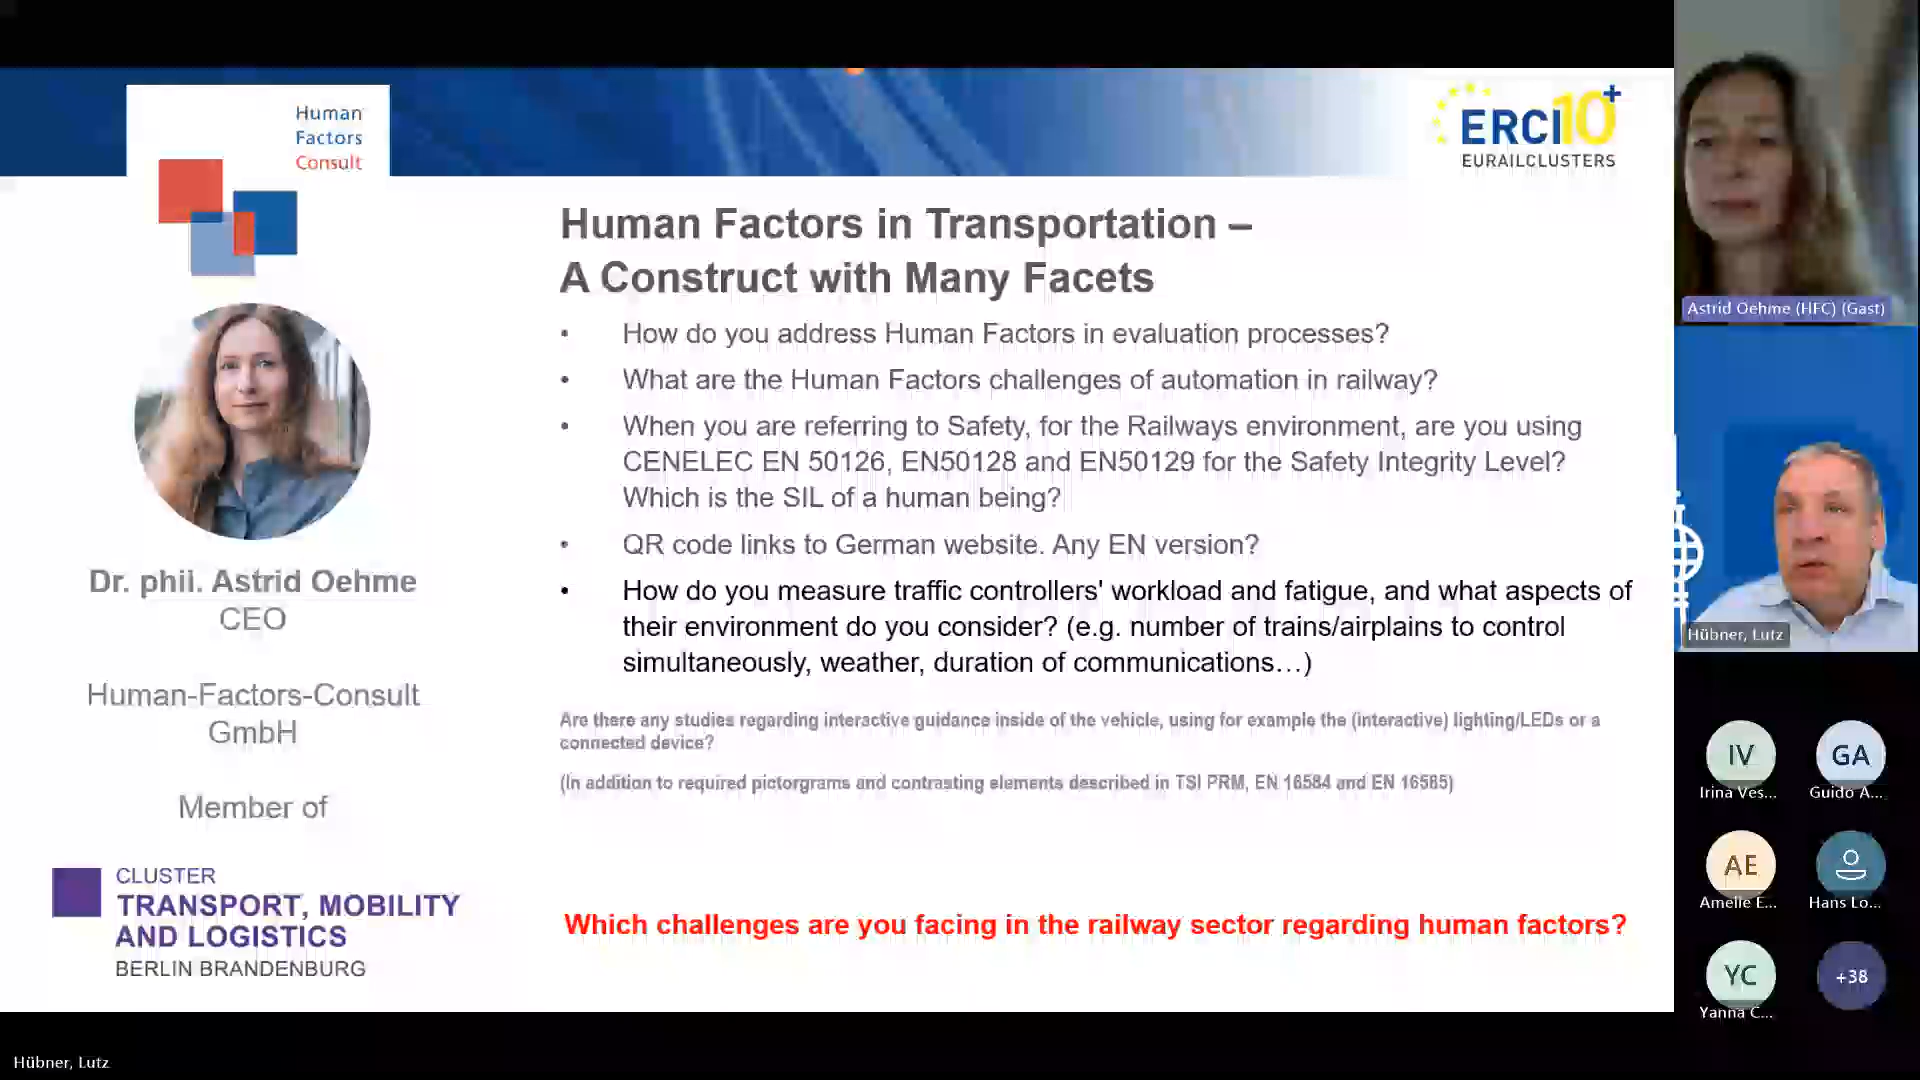 Human
Factors
Consult
ERCI10+
EURAILCLUSTERS
Human Factors in Transportation –
A Construct with Many Facets
• How do you address Human Factors in evaluation processes?
• What are the Human Factors challenges of automation in railway?
• When you are referring to Safety, for the Railways environment, are you using
CENELEC EN 50126, EN50128 and EN50129 for the Safety Integrity Level?
Which is the SIL of a human being?
• QR code links to German website. Any EN version?
• How do you measure traffic controllers' workload and fatigue, and what aspects of
their environment do you consider? (e.g. number of trains/airplains to control
simultaneously, weather, duration of communications…)
Are there any studies regarding interactive guidance inside of the vehicle, using for example the (interactive) lighting/LEDs or a
connected device?
(In addition to required pictorgrams and contrasting elements described in TSI PRM, EN 16584 and EN 16585)
Which challenges are you facing in the railway sector regarding human factors?
Dr. phil. Astrid Oehme
CEO
Human-Factors-Consult
GmbH
Member of
CLUSTER
TRANSPORT, MOBILITY
AND LOGISTICS
BERLIN BRANDENBURG
Astrid Oehme (HFC) (Gast)
Hübner, Lutz
IV
Irina Ves...
GA
Guido A...
AE
Amelie E...
Hans Lo...
YC
Yanna C...
+38
Hübner, Lutz